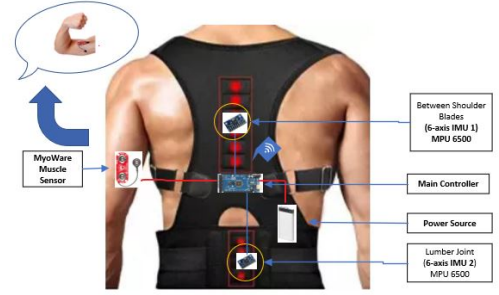 Between Shoulder
Blades
(6-axis IMU 1)
MPU 6500
MyoWare
Muscle
Sensor
Main Controller
Power Source
Lumber Joint
(6-axis IMU 2)
MPU 6500